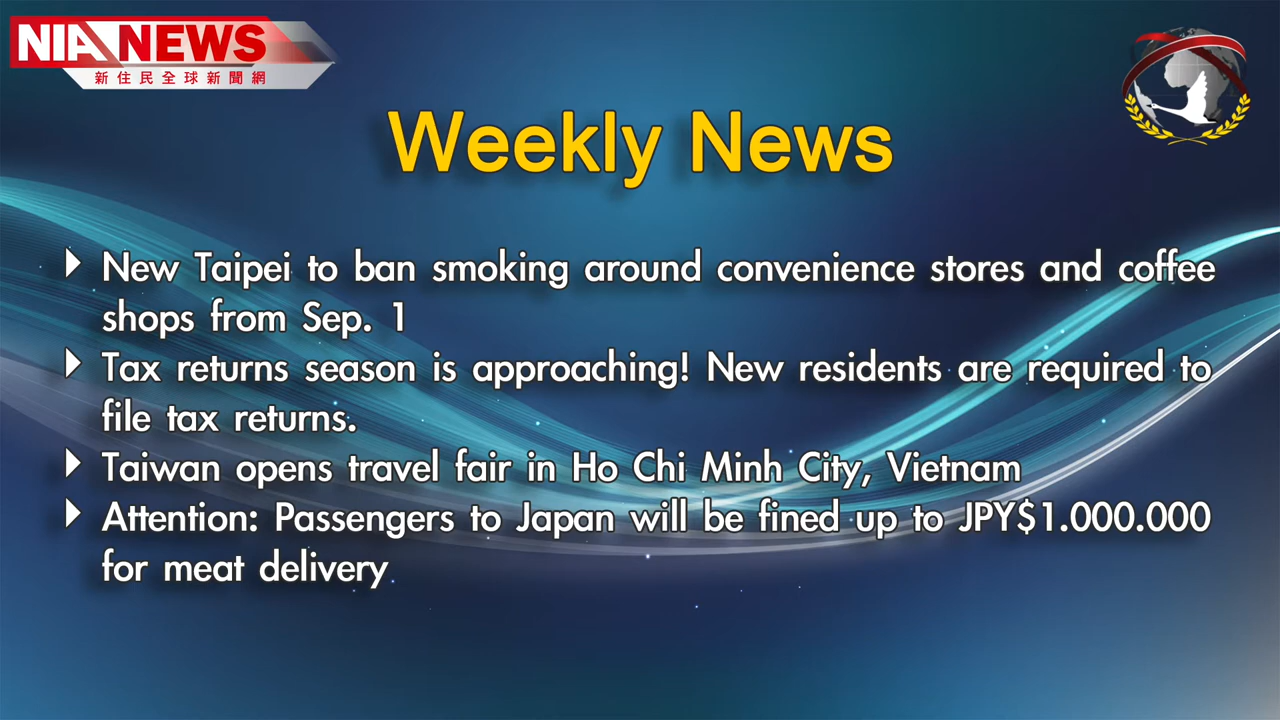 NIA NEWS
新住民全球新聞網
Weekly News
New Taipei to ban smoking around convenience stores and coffee
shops from Sep. 1
Tax returns season is approaching! New residents are required to
file tax returns.
Taiwan opens travel fair in Ho Chi Minh City, Vietnam
Attention: Passengers to Japan will be fined up to JPY$1.000.000
for meat delivery